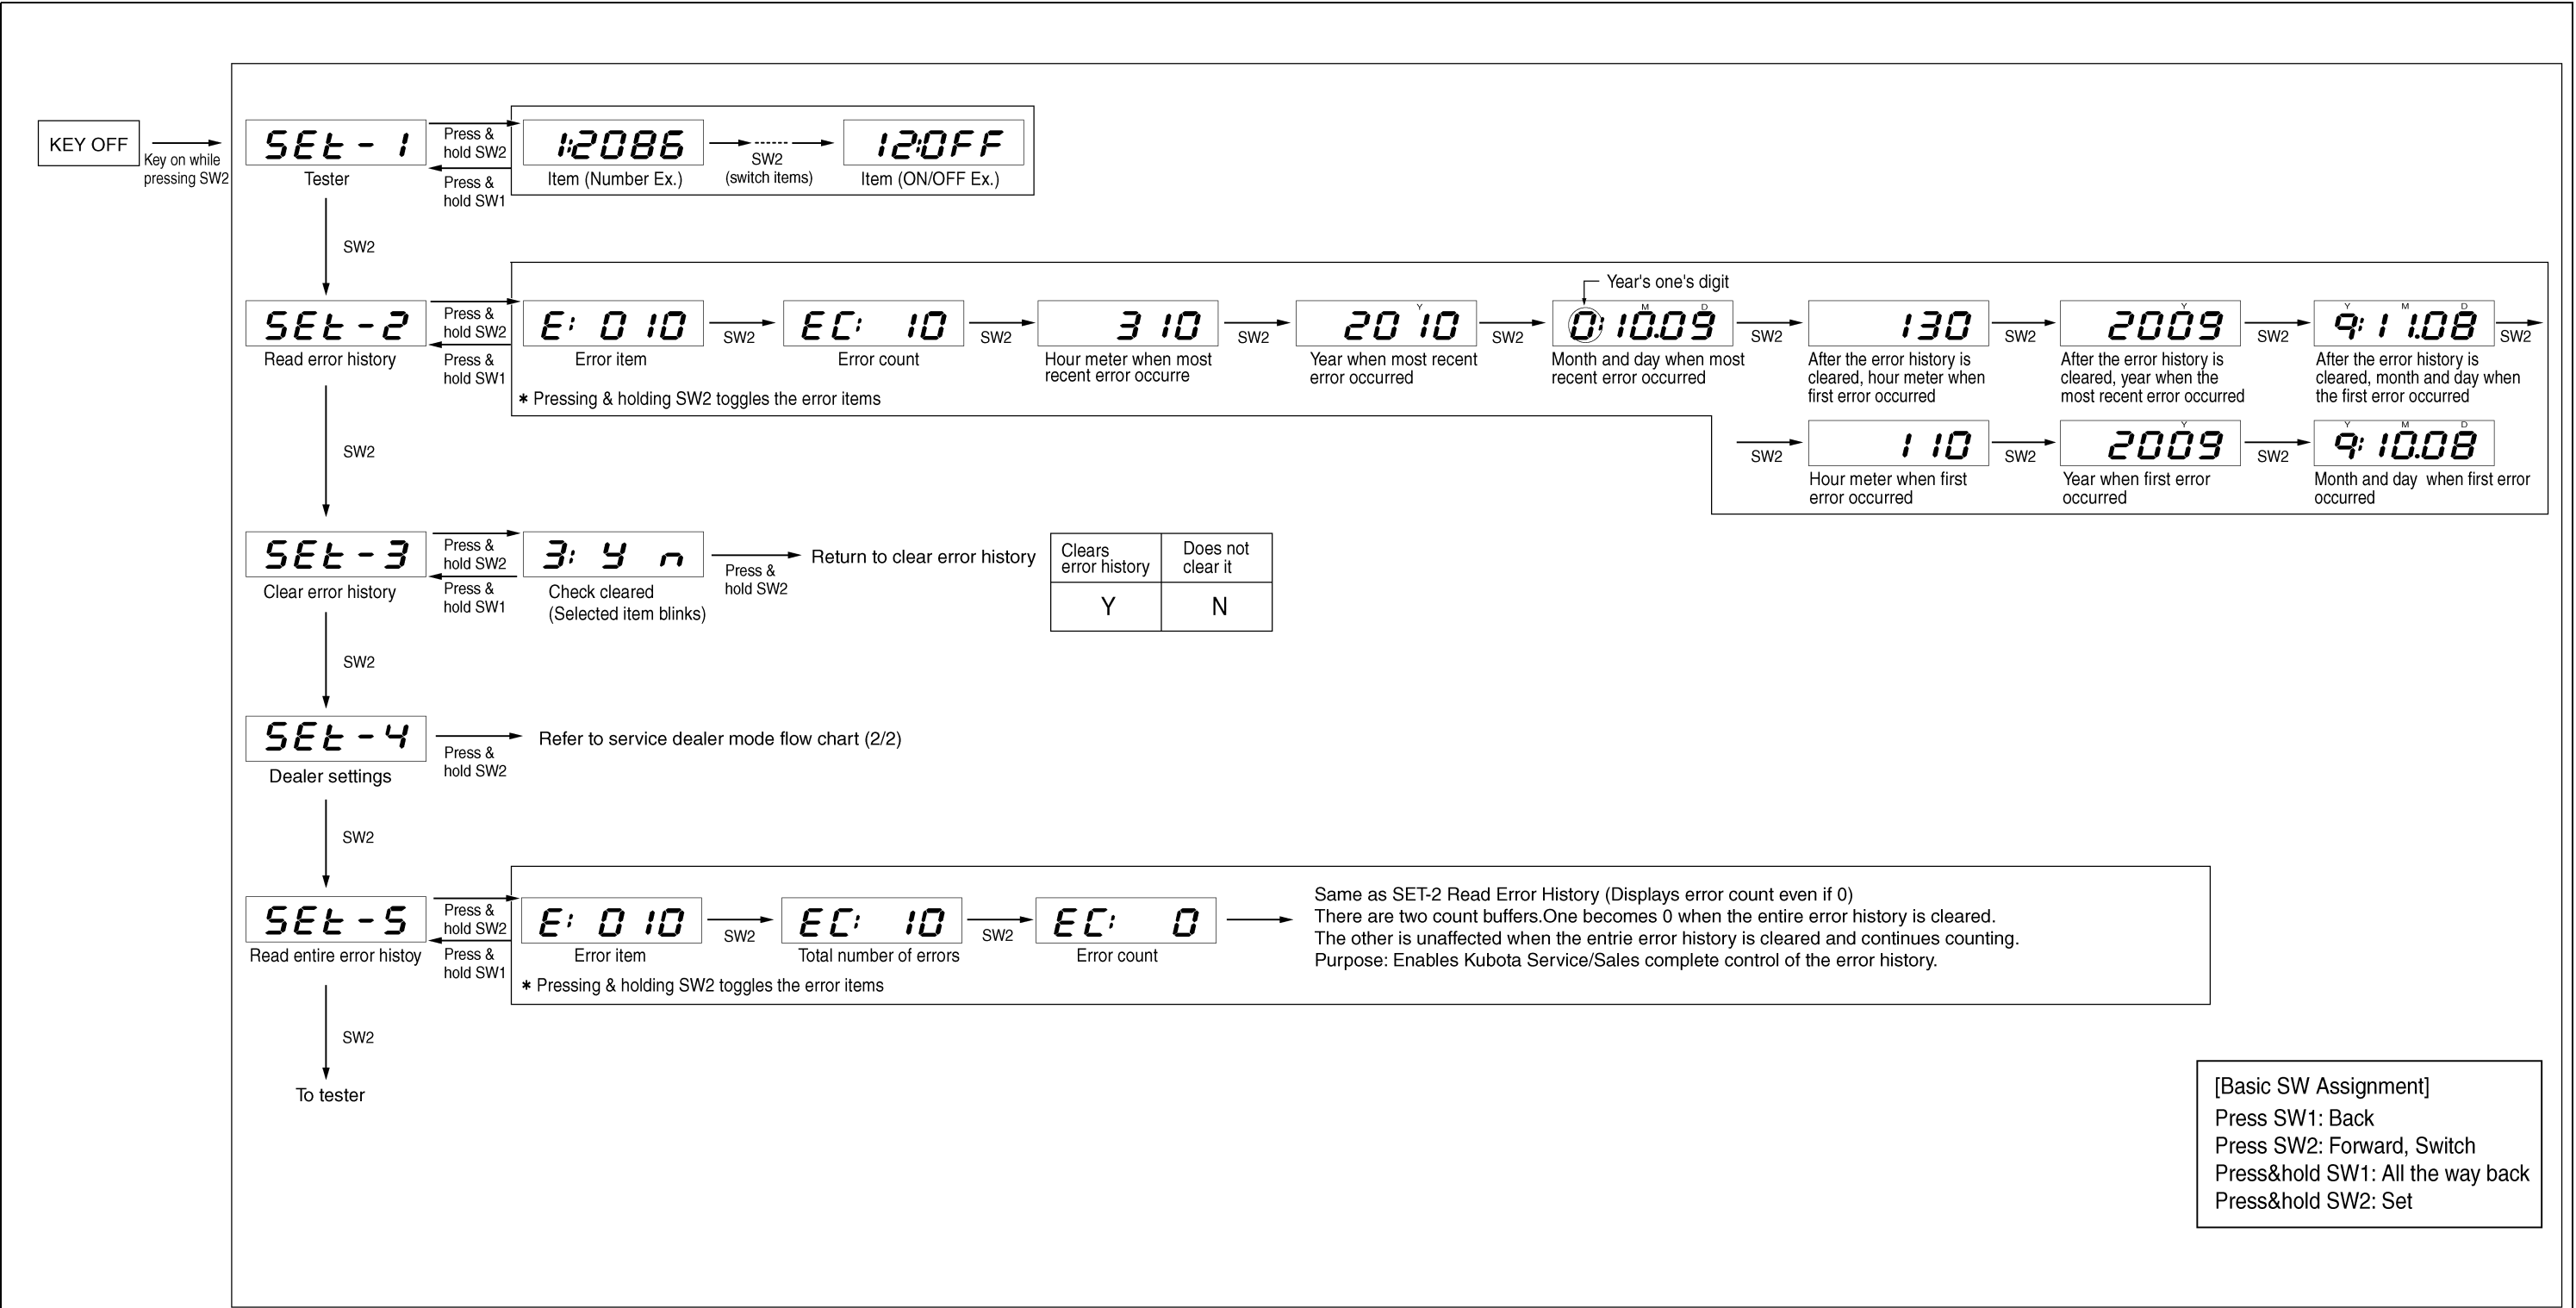 KEY OFF
Key on while
pressing SW2
SEt-1
Tester
Press &
hold SW2
Press &
hold SW1
1:2086
Item (Number Ex.)
SW2
(switch items)
12:OFF
Item (ON/OFF Ex.)
SW2
SEt-2
Read error history
Press &
hold SW2
Press &
hold SW1
E: 010
Error item
SW2
EC: 10
Error count
SW2
310
Hour meter when most
recent error occurre
SW2
Y
2010
Year when most recent
error occurred
SW2
Year's one's digit
M D
0:10.09
Month and day when most
recent error occurred
SW2
130
After the error history is
cleared, hour meter when
first error occurred
SW2
Y
2009
After the error history is
cleared, year when the
most recent error occurred
SW2
Y M D
9:11.08
After the error history is
cleared, month and day when
the first error occurred
SW2
✱ Pressing & holding SW2 toggles the error items
SW2
110
Hour meter when first
error occurred
SW2
Y
2009
Year when first error
occurred
SW2
Y M D
9:10.08
Month and day when first error
occurred
SW2
SEt-3
Clear error history
Press &
hold SW2
Press &
hold SW1
3: Y n
Check cleared
(Selected item blinks)
Press &
hold SW2
Return to clear error history
Clears
error history
Does not
clear it
Y
N
SW2
SEt-4
Dealer settings
Press &
hold SW2
Refer to service dealer mode flow chart (2/2)
SW2
SEt-5
Read entire error histoy
Press &
hold SW2
Press &
hold SW1
E: 010
Error item
SW2
EC: 10
Total number of errors
SW2
EC: 0
Error count
Same as SET-2 Read Error History (Displays error count even if 0)
There are two count buffers.One becomes 0 when the entire error history is cleared.
The other is unaffected when the entrie error history is cleared and continues counting.
Purpose: Enables Kubota Service/Sales complete control of the error history.
✱ Pressing & holding SW2 toggles the error items
SW2
To tester
[Basic SW Assignment]
Press SW1: Back
Press SW2: Forward, Switch
Press&hold SW1: All the way back
Press&hold SW2: Set